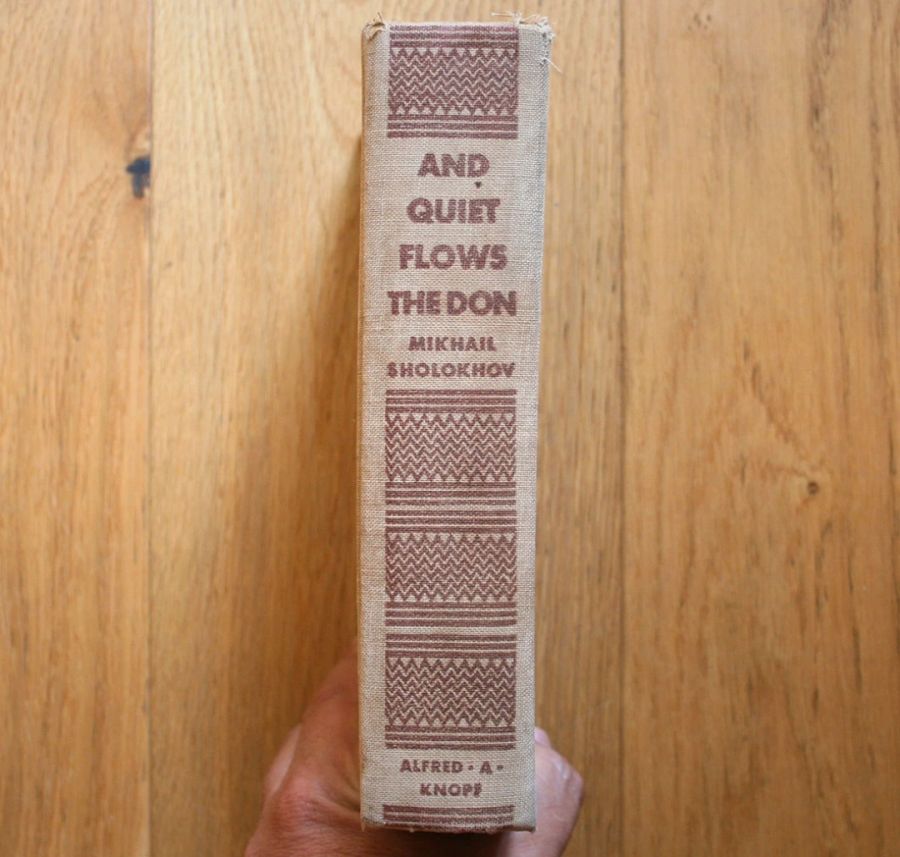 AND
QUIET
FLOWS
THE DON
MIKHAIL
SHOLOKHOV
ALFRED · A ·
KNOPF